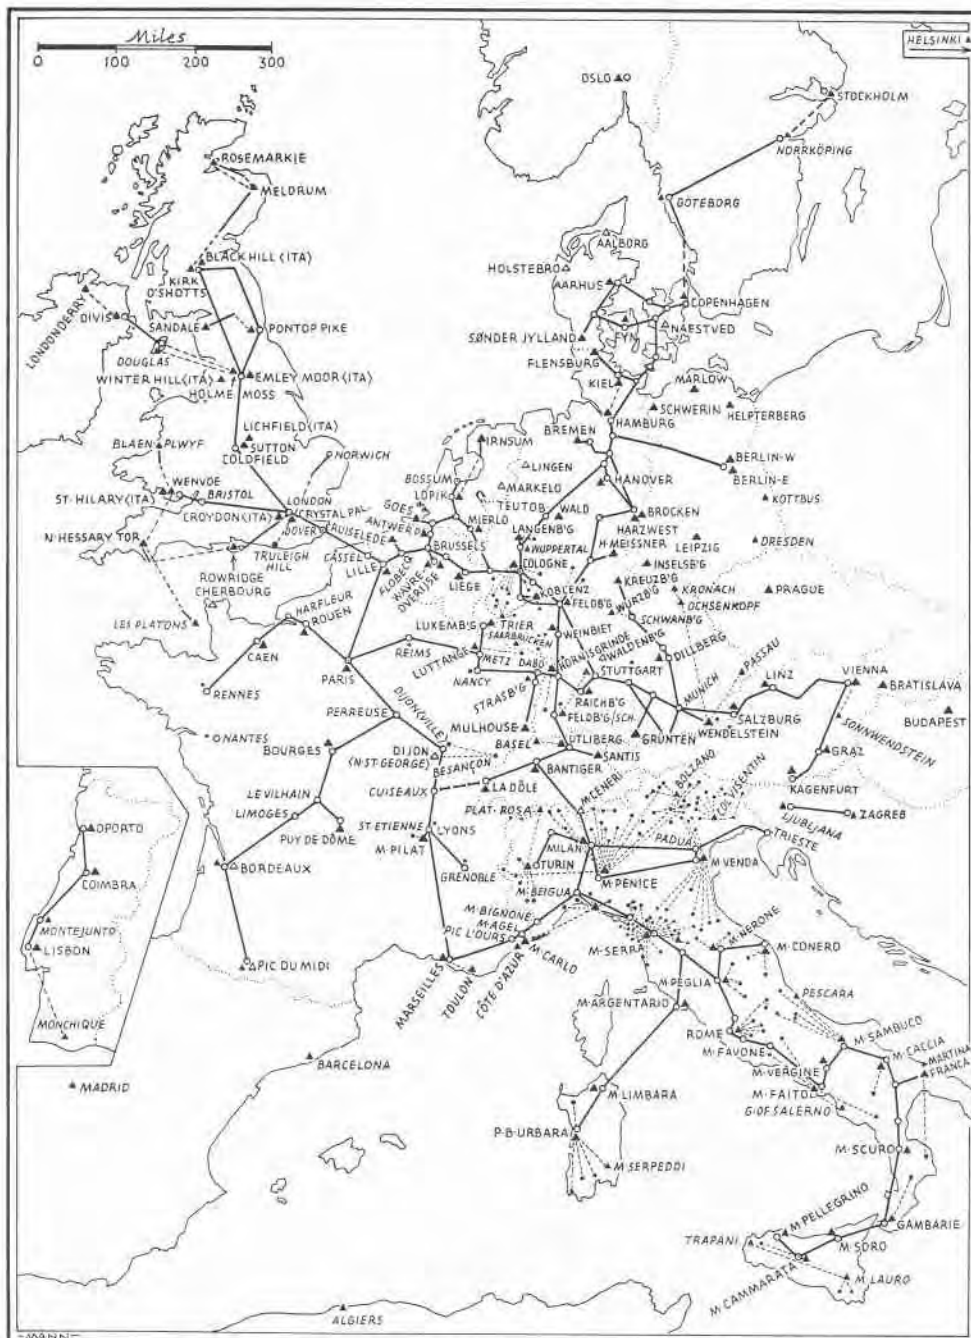 Miles
0 100 200 300
HELSINKI
OSLO
STOCKHOLM
NORRKÖPING
GÖTEBORG
ROSEMARKIE
MELDRUM
BLACK HILL (ITA)
KIRK O'SHOTTS
LONDONDERRY
DIVIS
SANDALE
PONTOP PIKE
DOUGLAS
WINTER HILL (ITA)
EMLEY MOOR (ITA)
HOLME MOSS
LICHFIELD (ITA)
SUTTON COLDFIELD
BLAEN-PLWYF
NORWICH
WENVOE
ST·HILARY (ITA)
BRISTOL
LONDON
CRYSTAL PAL·
CROYDON (ITA)
DOVER
N·HESSARY TOR
TRULEIGH HILL
ROWRIDGE
CHERBOURG
LES PLATONS
AALBORG
HOLSTEBRO
AARHUS
COPENHAGEN
NAESTVED
FYN
SØNDER JYLLAND
FLENSBURG
KIEL
MARLOW
SCHWERIN
HELPTERBERG
HAMBURG
BREMEN
IRNSUM
LINGEN
BERLIN-W
BERLIN-E
BOSSUM
MARKELO
HANOVER
KOTTBUS
LOPIK
TEUTOB·WALD
BROCKEN
GOES
MIERLO
LANGENB'G
HARZWEST
ANTWERP
BRUSSELS
WUPPERTAL
H·MEISSNER
LEIPZIG
DRESDEN
CASSEL
LILLE
FLOBECQ
HAVRE
OVERIJSE
LIEGE
COLOGNE
INSELSB'G
KOBLENZ
KREUZB'G
KRONACH
OCHSENKOPF
PRAGUE
HARFLEUR
ROUEN
LUXEMB'G
TRIER
SAARBRÜCKEN
FELDB'G
WURZB'G
SCHWANB'G
WEINBIET
CAEN
REIMS
LUTTANGE
METZ
DABO
HORNISGRINDE
WALDENB'G
DILLBERG
PASSAU
RENNES
PARIS
NANCY
STRASB'G
STUTTGART
MUNICH
LINZ
VIENNA
BRATISLAVA
RAICHB'G
SALZBURG
BUDAPEST
PERREUSE
DIJON (VILLE)
MULHOUSE
FELDB'G/SCH·
GRÜNTEN
WENDELSTEIN
SONNWENDSTEIN
NANTES
BOURGES
DIJON (N·ST·GEORGE)
BESANÇON
BASEL
UTLIBERG
SANTIS
GRAZ
BANTIGER
CUISEAUX
LA DÔLE
M·CENERI
BOLZANO
COL VISENTIN
KAGENFURT
LEVILHAIN
LIMOGES
PLAT·ROSA
LJUBLJANA
ZAGREB
PUY DE DÔME
ST·ETIENNE
M·PILAT
LYONS
MILAN
PADUA
TRIESTE
OPORTO
BORDEAUX
GRENOBLE
TURIN
M·PENICE
M·VENDA
M·BEIGUA
COIMBRA
M·BIGNONE
M·AGEL
PIC L'OURS
M·NERONE
MONTEJUNTO
LISBON
M·CARLO
M·SERRA
M·CONERO
PIC DU MIDI
MARSEILLES
TOULON
CÔTE D'AZUR
M·PEGLIA
M·ARGENTARIO
PESCARA
MONCHIQUE
ROME
M·FAVONE
M·SAMBUCO
M·CACCIA
BARCELONA
M·VERGINE
MARTINA FRANCA
MADRID
M·LIMBARA
M·FAITO
G·OF SALERNO
P·B·URBARA
M·SERPEDDI
M·SCURO
M·PELLEGRINO
GAMBARIE
TRAPANI
M·SORO
M·CAMMARATA
M·LAURO
ALGIERS